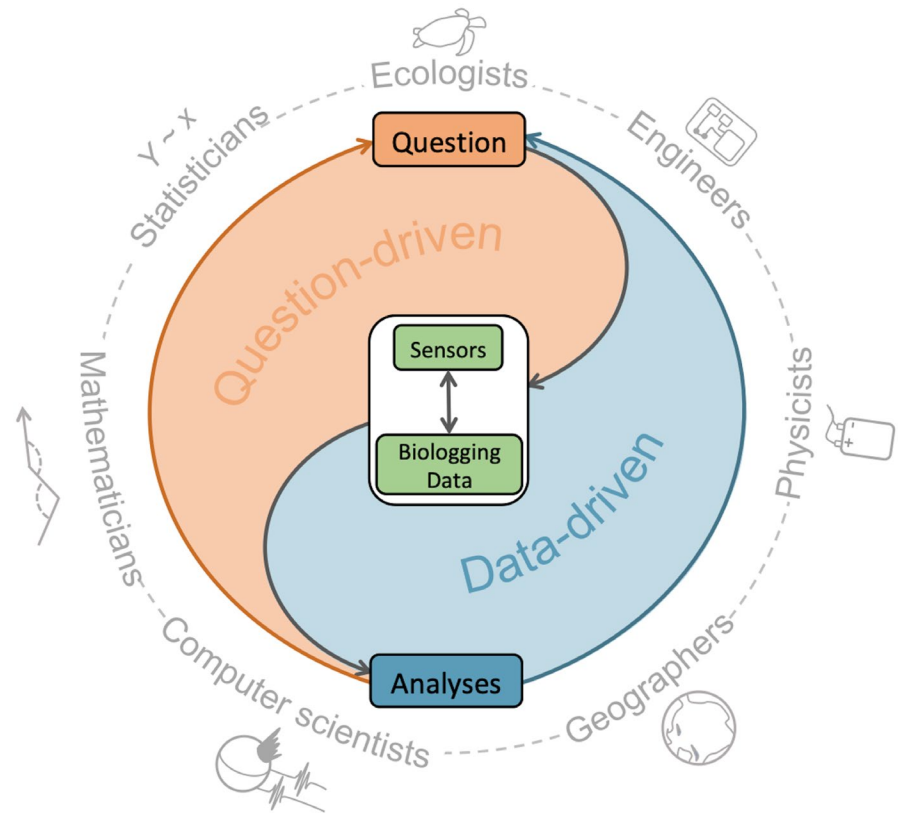 Ecologists
Y ~ x
Statisticians
Engineers
Question
Question-driven
Sensors
Biologging
Data
Mathematicians
Physicists
Data-driven
Analyses
Computer scientists
Geographers
- 
+